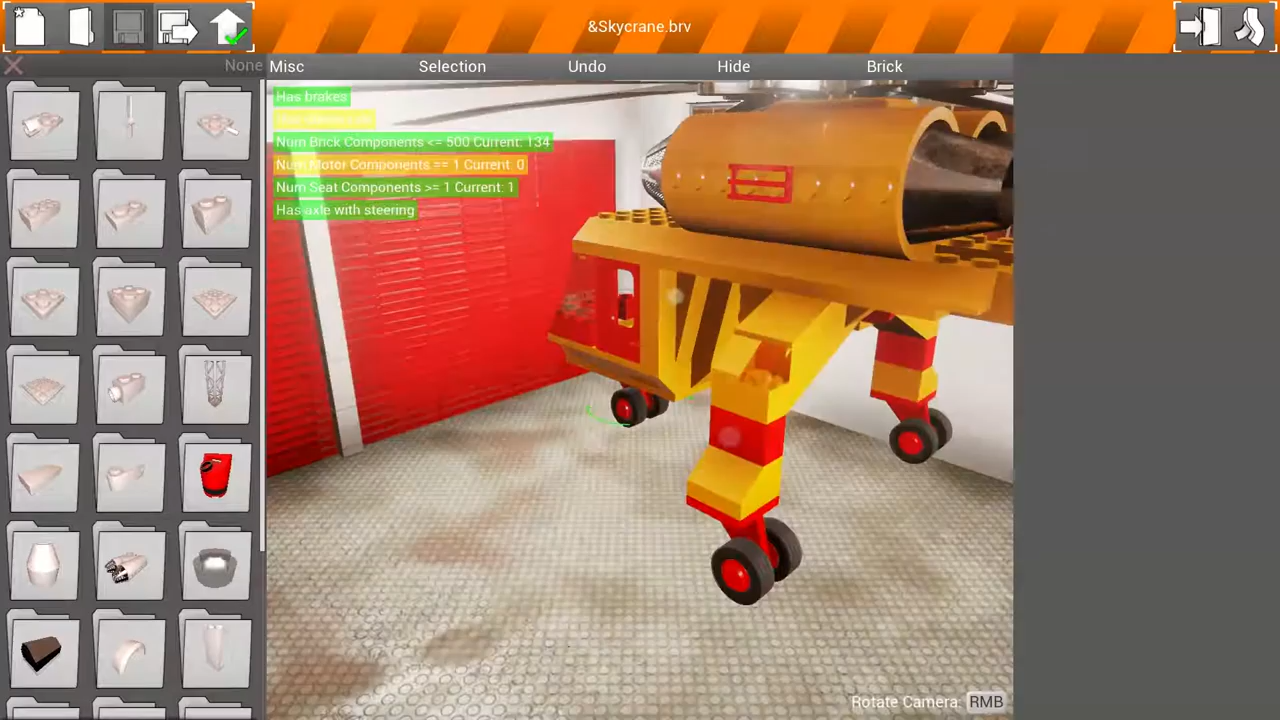 &Skycrane.brv
None
Misc
Selection
Undo
Hide
Brick
Has brakes
Num Brick Components <= 500 Current: 134
Num Motor Components == 1 Current: 0
Num Seat Components >= 1 Current: 1
Has axle with steering
Rotate Camera: RMB